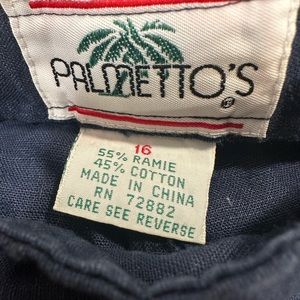 PALMETTO'S
®
16
55% RAMIE
45% COTTON
MADE IN CHINA
RN 72882
CARE SEE REVERSE